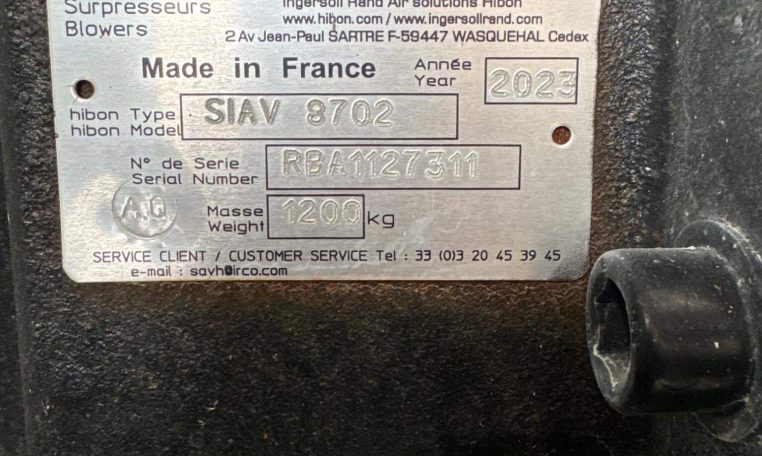 Surpresseurs
Blowers
Ingersoll Rand Air solutions Hibon
www.hibon.com / www.ingersollrand.com
2 Av Jean-Paul SARTRE F-59447 WASQUEHAL Cedex
Made in France
Année
Year
2023
hibon Type
hibon Model
SIAV 8702
N° de Serie
Serial Number
RBA1127311
A.Q
Masse
Weight
1200 kg
SERVICE CLIENT / CUSTOMER SERVICE Tel : 33 (0)3 20 45 39 45
e-mail : savh@irco.com